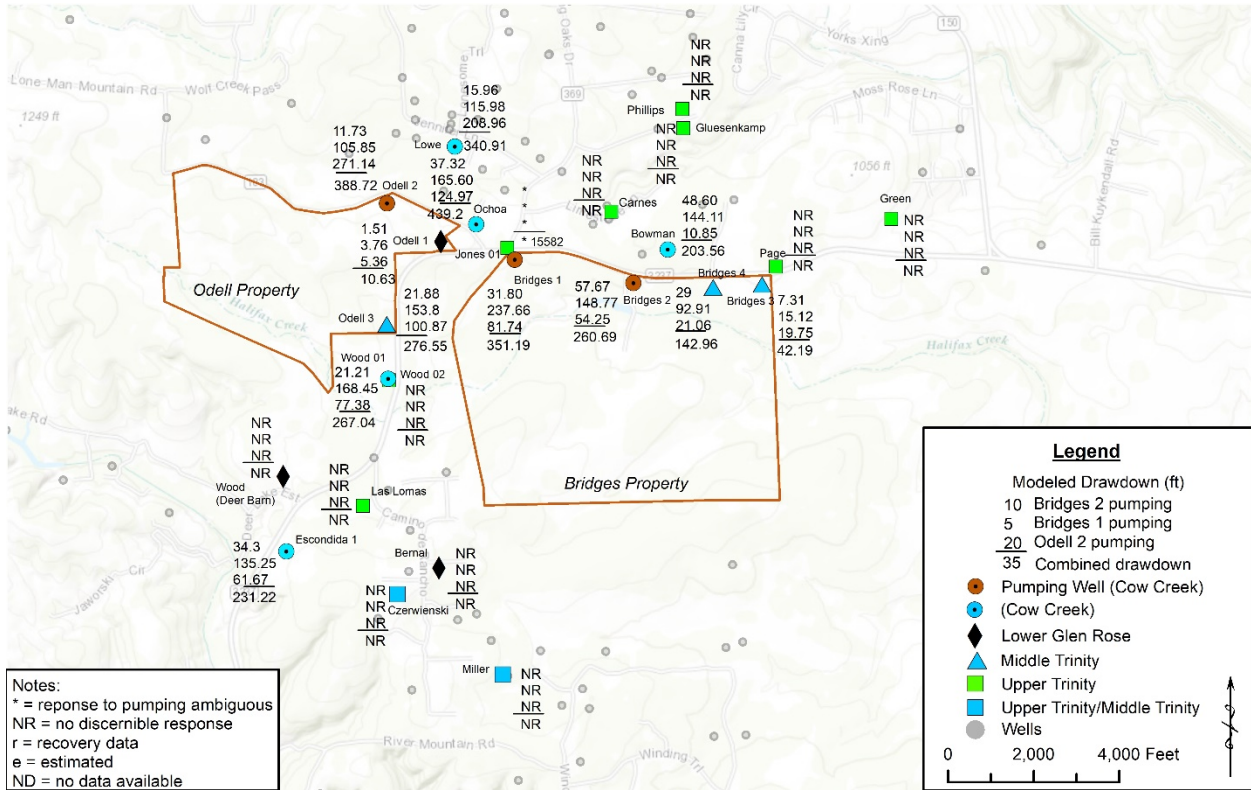 Lone Man Mountain Rd
Wolf Creek Pass
1249 ft
Oaks Dr
369
Canna Lily Cir
Yorks Xing
150
Moss Rose Ln
1056 ft
Bill Kuykendall Rd
Tri
15.96
115.98
208.96
340.91
Lowe
NR
NR
NR
NR
Phillips
Gluesenkamp
NR
NR
NR
NR
11.73
105.85
271.14
388.72
Odell 2
37.32
165.60
124.97
439.2
Ochoa
*
*
*
* 15582
Jones 01
NR
NR
NR
NR
Carnes
48.60
144.11
10.85
203.56
Bowman
Green
NR
NR
NR
NR
Page
NR
NR
NR
NR
1.51
3.76
5.36
10.63
Odell 1
Odell Property
Halifax Creek
Bridges 1
31.80
237.66
81.74
351.19
57.67
148.77
54.25
260.69
Bridges 2
Bridges 4
29
92.91
21.06
142.96
Bridges 3
7.31
15.12
19.75
42.19
Halifax Creek
Odell 3
21.88
153.8
100.87
276.55
Wood 01
21.21
168.45
77.38
267.04
Wood 02
NR
NR
NR
NR
NR
NR
NR
NR
Wood
(Deer Barn)
NR
NR
NR
NR
Las Lomas
Bridges Property
Escondida 1
34.3
135.25
61.67
231.22
Jaworski Cir
Bernal
NR
NR
NR
NR
NR
NR
NR
NR
Czerwienski
Miller
NR
NR
NR
NR
River Mountain Rd
Winding Trl
Notes:
* = reponse to pumping ambiguous
NR = no discernible response
r = recovery data
e = estimated
ND = no data available
Legend
Modeled Drawdown (ft)
10 Bridges 2 pumping
5 Bridges 1 pumping
20 Odell 2 pumping
35 Combined drawdown
Pumping Well (Cow Creek)
(Cow Creek)
Lower Glen Rose
Middle Trinity
Upper Trinity
Upper Trinity/Middle Trinity
Wells
0 2,000 4,000 Feet